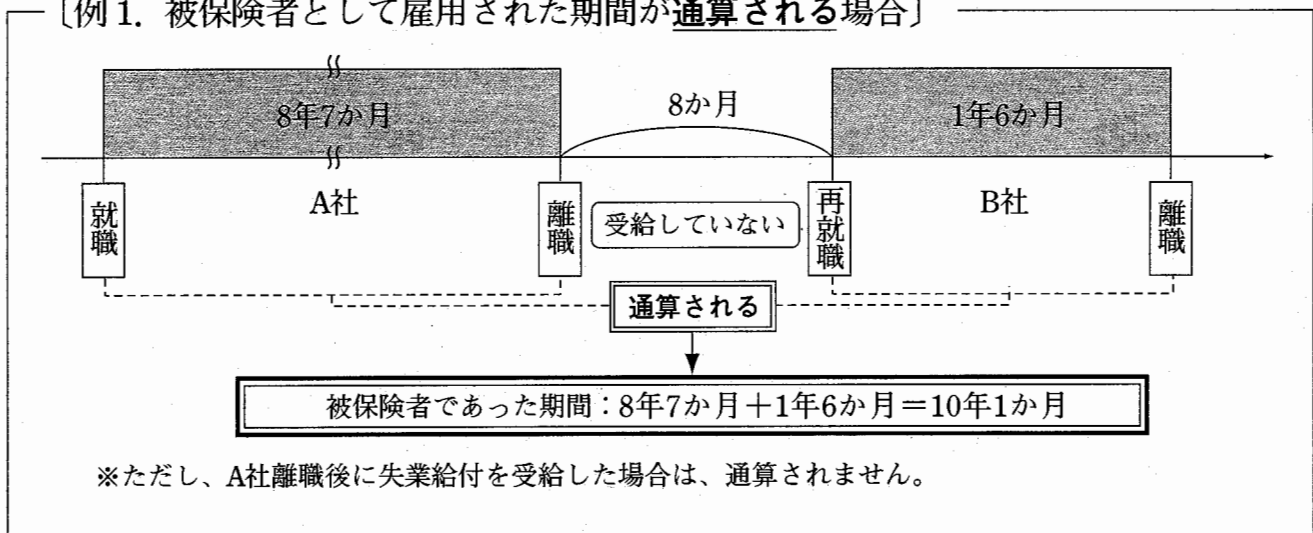 〔例1．被保険者として雇用された期間が通算される場合〕
8年7か月
8か月
1年6か月
就職
A社
離職
受給していない
再就職
B社
離職
通算される
被保険者であった期間：8年7か月＋1年6か月＝10年1か月
※ただし、A社離職後に失業給付を受給した場合は、通算されません。